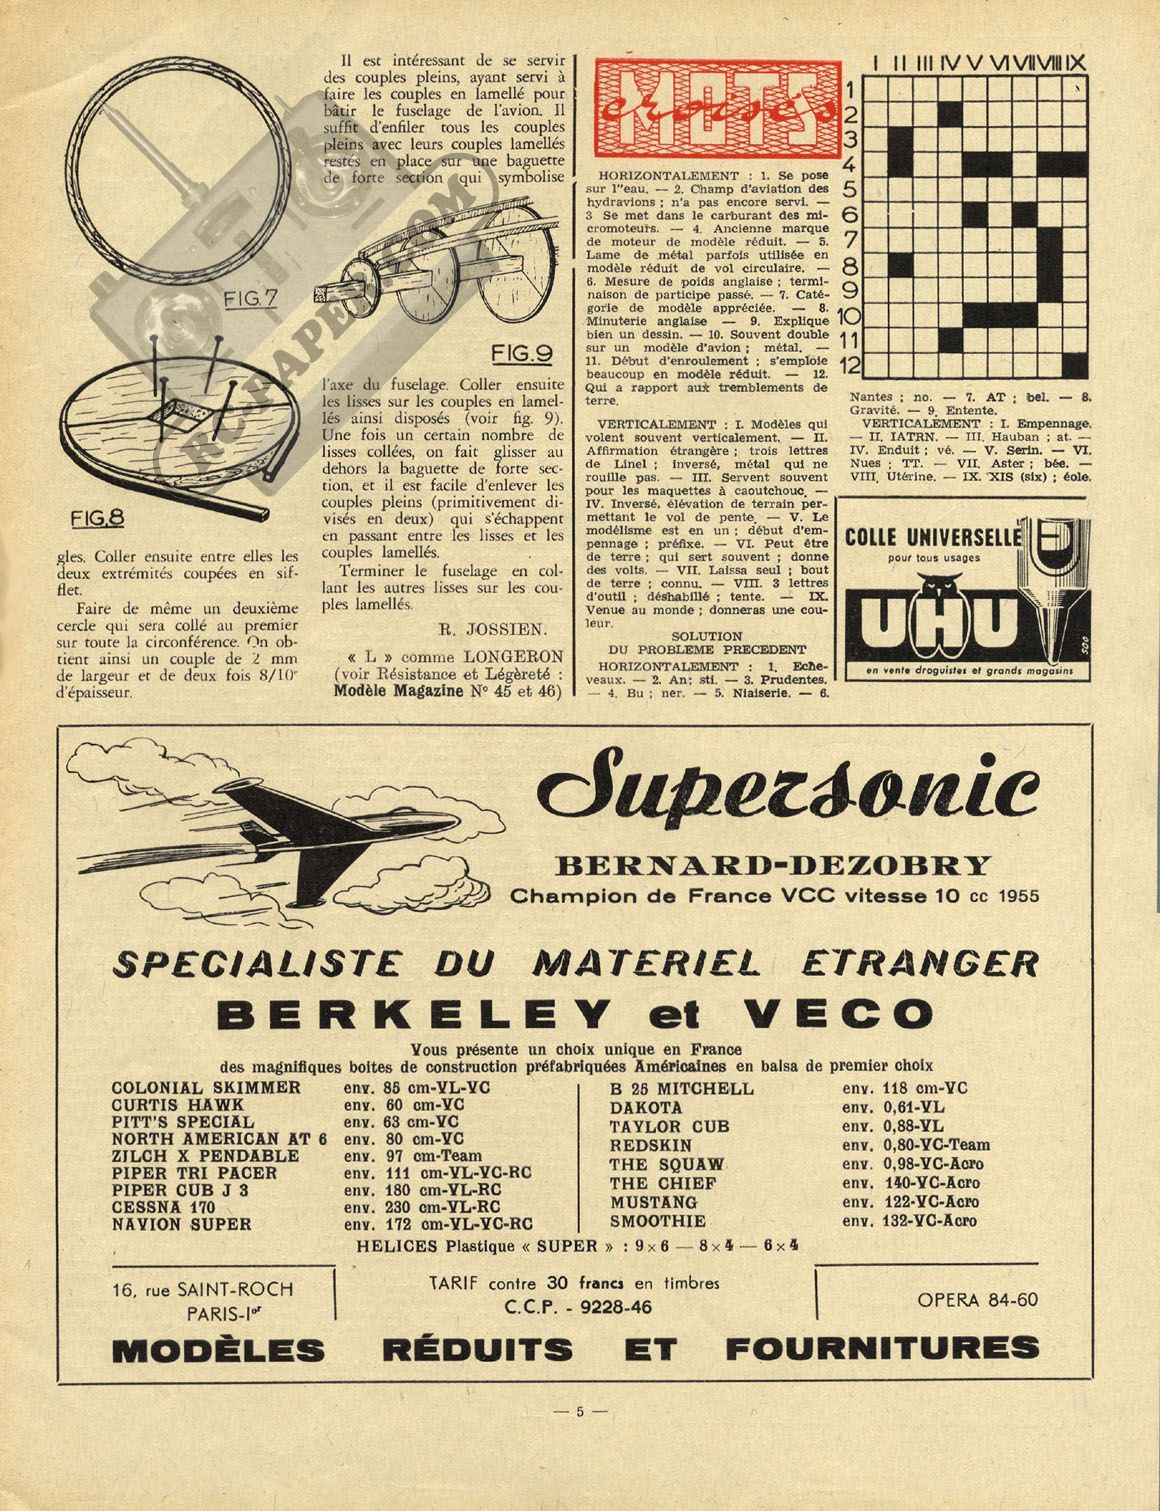 FIG.7
FIG.8
gles. Coller ensuite entre elles les
deux extrémités coupées en sif-
flet.
Faire de même un deuxième
cercle qui sera collé au premier
sur toute la circonférence. On ob-
tient ainsi un couple de 2 mm
de largeur et de deux fois 8/10°
d'épaisseur.
Il est intéressant de se servir
des couples pleins, ayant servi à
faire les couples en lamellé pour
bâtir le fuselage de l'avion. Il
suffit d'enfiler tous les couples
pleins avec leurs couples lamellés
restés en place sur une baguette
de forte section qui symbolise
FIG.9
l'axe du fuselage. Coller ensuite
les lisses sur les couples en lamel-
lés ainsi disposés (voir fig. 9).
Une fois un certain nombre de
lisses collées, on fait glisser au
dehors la baguette de forte sec-
tion, et il est facile d'enlever les
couples pleins (primitivement di-
visés en deux) qui s'échappent
en passant entre les lisses et les
couples lamellés.
Terminer le fuselage en col-
lant les autres lisses sur les cou-
ples lamellés.
R. JOSSIEN.
« L » comme LONGERON
(voir Résistance et Légèreté :
Modèle Magazine N° 45 et 46)
RC-PAPER.COM
MOTS
croisés
HORIZONTALEMENT : 1. Se pose
sur l''eau. — 2. Champ d'aviation des
hydravions ; n'a pas encore servi. —
3 Se met dans le carburant des mi-
cromoteurs. — 4. Ancienne marque
de moteur de modèle réduit. — 5.
Lame de métal parfois utilisée en
modèle réduit de vol circulaire. —
6. Mesure de poids anglaise ; termi-
naison de participe passé. — 7. Caté-
gorie de modèle appréciée. — 8.
Minuterie anglaise — 9. Explique
bien un dessin. — 10. Souvent double
sur un modèle d'avion ; métal. —
11. Début d'enroulement ; s'emploie
beaucoup en modèle réduit. — 12.
Qui a rapport aux tremblements de
terre.
VERTICALEMENT : I. Modèles qui
volent souvent verticalement. — II.
Affirmation étrangère ; trois lettres
de Linel ; inversé, métal qui ne
rouille pas. — III. Servent souvent
pour les maquettes à caoutchouc. —
IV. Inversé, élévation de terrain per-
mettant le vol de pente. — V. Le
modélisme est en un ; début d'em-
pennage ; préfixe. — VI. Peut être
de terre ; qui sert souvent ; donne
des volts. — VII. Laissa seul ; bout
de terre ; connu. — VIII. 3 lettres
d'outil ; déshabillé ; tente. — IX.
Venue au monde ; donneras une cou-
leur.
SOLUTION
DU PROBLEME PRECEDENT
HORIZONTALEMENT : 1. Eche-
veaux. — 2. An; sti. — 3. Prudentes.
— 4. Bu ; ner. — 5. Niaiserie. — 6.
I II III IV V VI VII VIII IX
1
2
3
4
5
6
7
8
9
10
11
12
Nantes ; no. — 7. AT ; bel. — 8.
Gravité. — 9. Entente.
VERTICALEMENT : I. Empennage.
— II. IATRN. — III. Hauban ; at. —
IV. Enduit ; vé. — V. Serin. — VI.
Nues ; TT. — VII. Aster ; bée. —
VIII. Utérine. — IX. XIS (six) ; éole.
COLLE UNIVERSELLE
pour tous usages
UHU
en vente droguistes et grands magasins
Supersonic
BERNARD-DEZOBRY
Champion de France VCC vitesse 10 cc 1955
SPECIALISTE DU MATERIEL ETRANGER
BERKELEY et VECO
Vous présente un choix unique en France
des magnifiques boites de construction préfabriquées Américaines en balsa de premier choix
COLONIAL SKIMMER env. 85 cm-VL-VC
CURTIS HAWK env. 60 cm-VC
PITT'S SPECIAL env. 63 cm-VC
NORTH AMERICAN AT 6 env. 80 cm-VC
ZILCH X PENDABLE env. 97 cm-Team
PIPER TRI PACER env. 111 cm-VL-VC-RC
PIPER CUB J 3 env. 180 cm-VL-RC
CESSNA 170 env. 230 cm-VL-RC
NAVION SUPER env. 172 cm-VL-VC-RC
B 25 MITCHELL env. 118 cm-VC
DAKOTA env. 0,61-VL
TAYLOR CUB env. 0,88-VL
REDSKIN env. 0,80-VC-Team
THE SQUAW env. 0,98-VC-Acro
THE CHIEF env. 140-VC-Acro
MUSTANG env. 122-VC-Acro
SMOOTHIE env. 132-VC-Acro
HELICES Plastique « SUPER » : 9×6 — 8×4 — 6×4
16, rue SAINT-ROCH
PARIS-Ier
TARIF contre 30 francs en timbres
C.C.P. - 9228-46
OPERA 84-60
MODÈLES RÉDUITS ET FOURNITURES
— 5 —